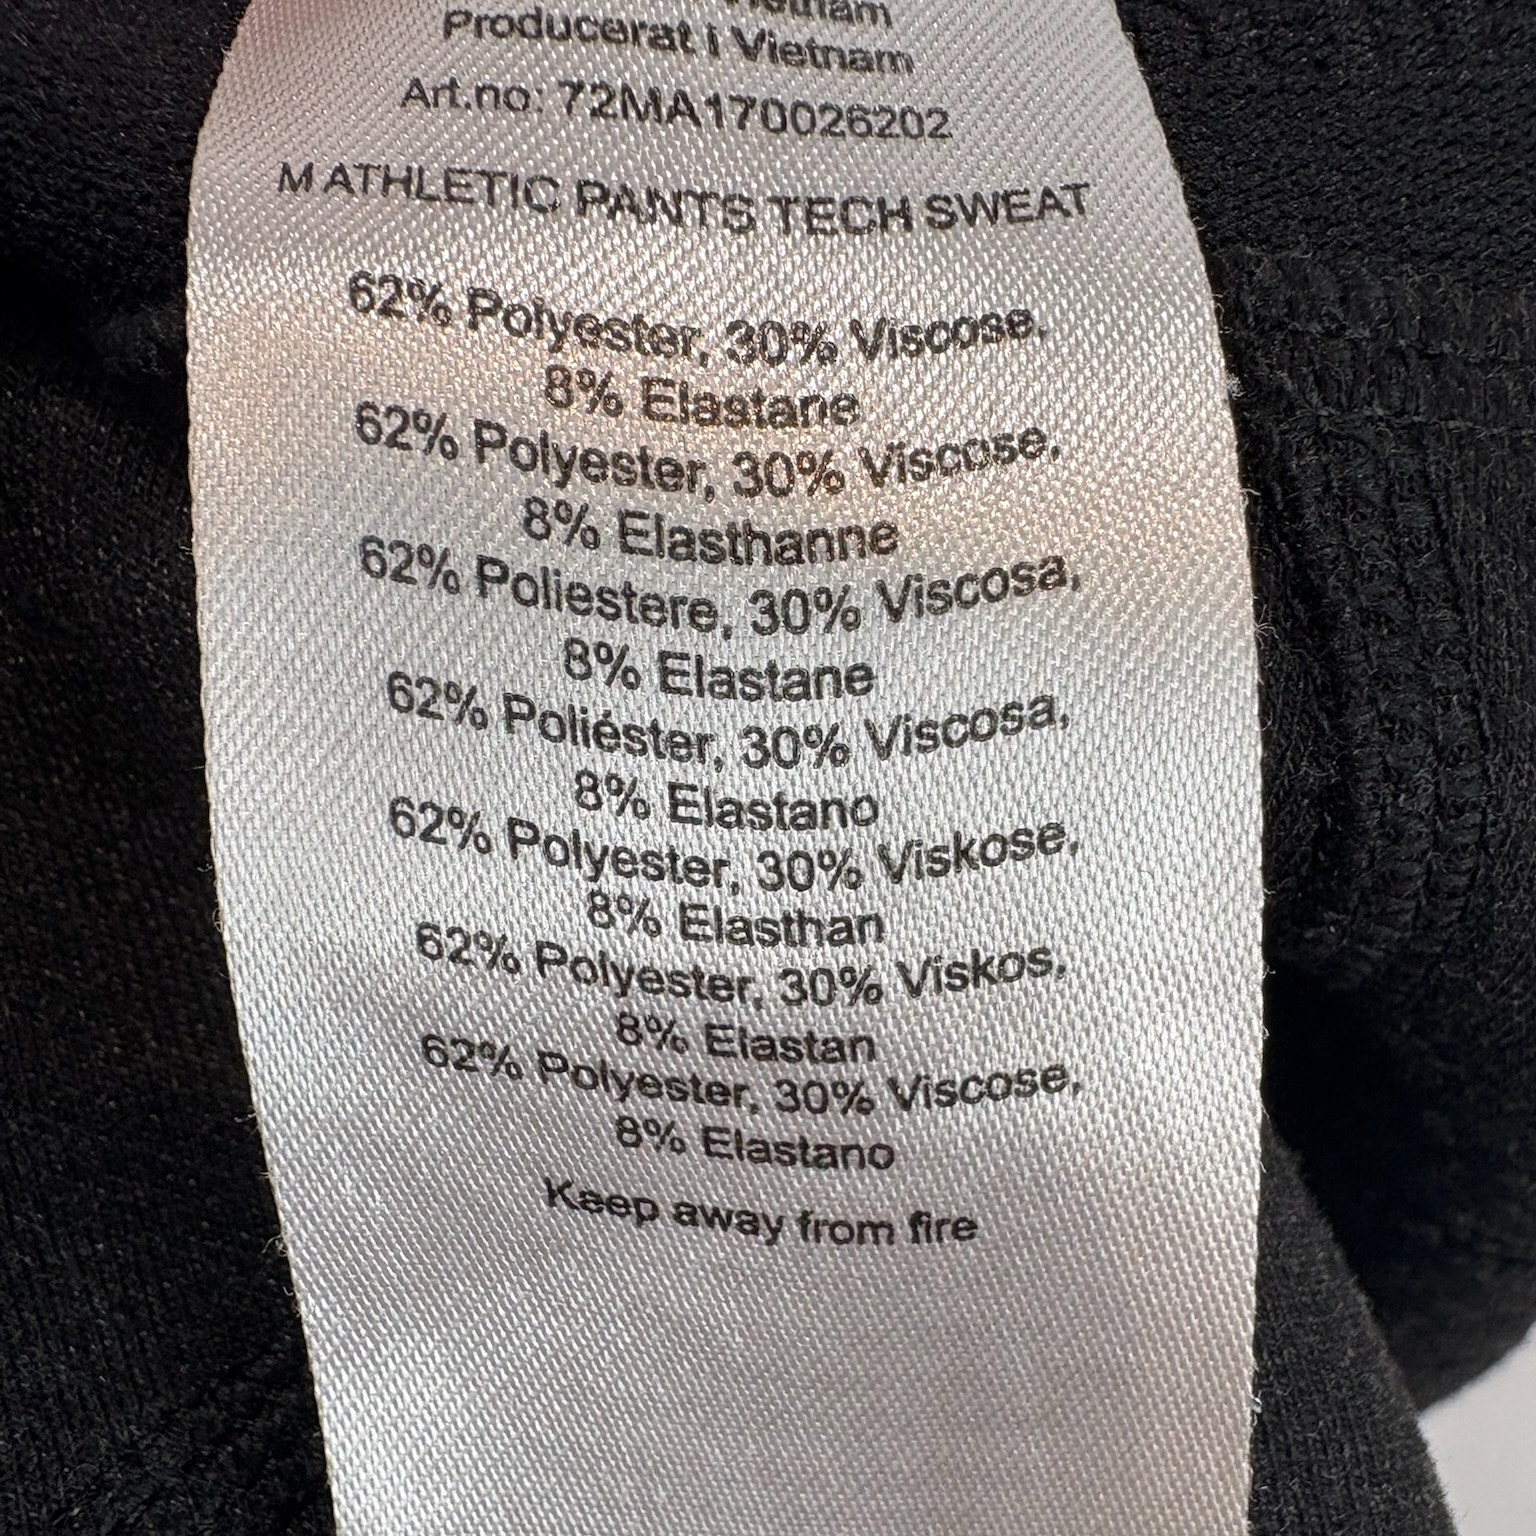 Vietnam
Producerat i Vietnam
Art.no: 72MA170026202
M ATHLETIC PANTS TECH SWEAT
62% Polyester, 30% Viscose,
8% Elastane
62% Polyester, 30% Viscose,
8% Elasthanne
62% Poliestere, 30% Viscosa,
8% Elastane
62% Poliéster, 30% Viscosa,
8% Elastano
62% Polyester, 30% Viskose,
8% Elasthan
62% Polyester, 30% Viskos,
8% Elastan
62% Polyester, 30% Viscose,
8% Elastano
Keep away from fire